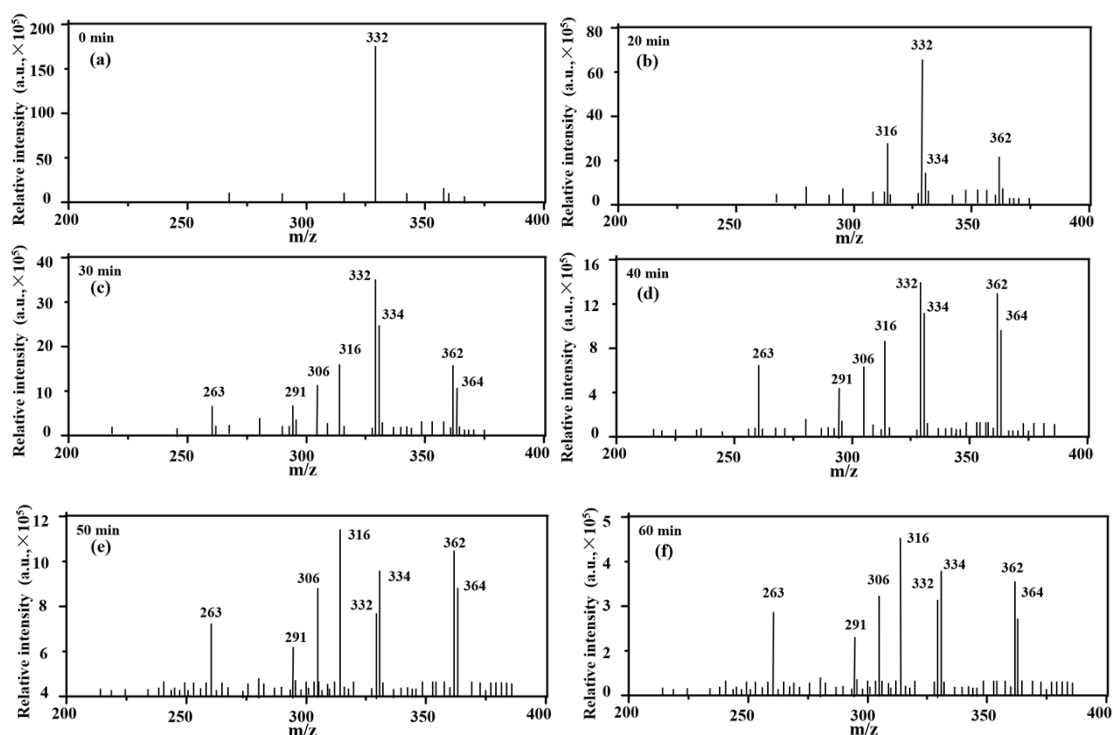 Relative intensity (a.u.,×10⁵)
0 min
(a)
332
200
150
100
50
0
200 250 300 350 400
m/z
Relative intensity (a.u.,×10⁵)
20 min
(b)
332
316
334
362
80
60
40
20
0
200 250 300 350 400
m/z
Relative intensity (a.u.,×10⁵)
30 min
(c)
332
334
316
306
291
263
362
364
40
30
20
10
0
200 250 300 350 400
m/z
Relative intensity (a.u.,×10⁵)
40 min
(d)
332
334
362
364
316
306
291
263
16
12
8
4
0
200 250 300 350 400
m/z
Relative intensity (a.u.,×10⁵)
50 min
(e)
316
362
334
364
306
332
291
263
12
10
8
6
4
200 250 300 350 400
m/z
Relative intensity (a.u.,×10⁵)
60 min
(f)
316
334
362
364
306
332
291
263
5
4
3
1
0
200 250 300 350 400
m/z